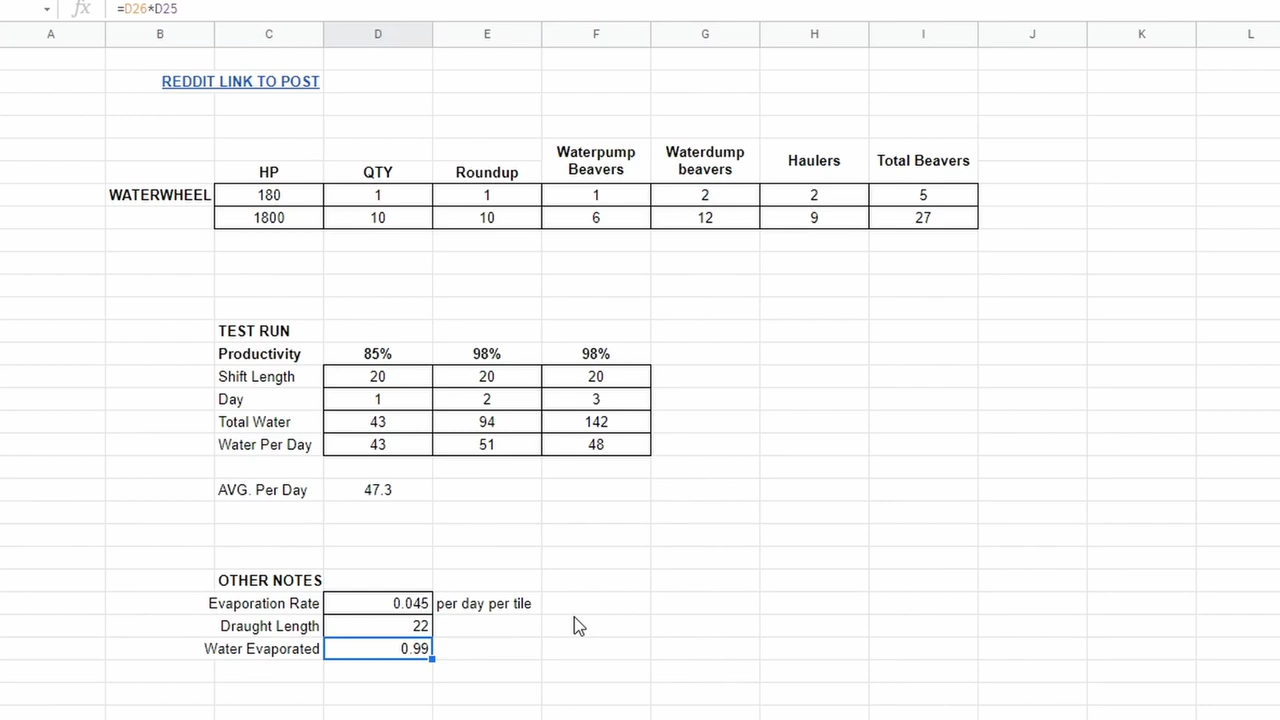 fx =D26*D25
A B C D E F G H I J K L
REDDIT LINK TO POST
HP QTY Roundup Waterpump Beavers Waterdump beavers Haulers Total Beavers
WATERWHEEL 180 1 1 1 2 2 5
1800 10 10 6 12 9 27
TEST RUN
Productivity 85% 98% 98%
Shift Length 20 20 20
Day 1 2 3
Total Water 43 94 142
Water Per Day 43 51 48
AVG. Per Day 47.3
OTHER NOTES
Evaporation Rate 0.045 per day per tile
Draught Length 22
Water Evaporated 0.99